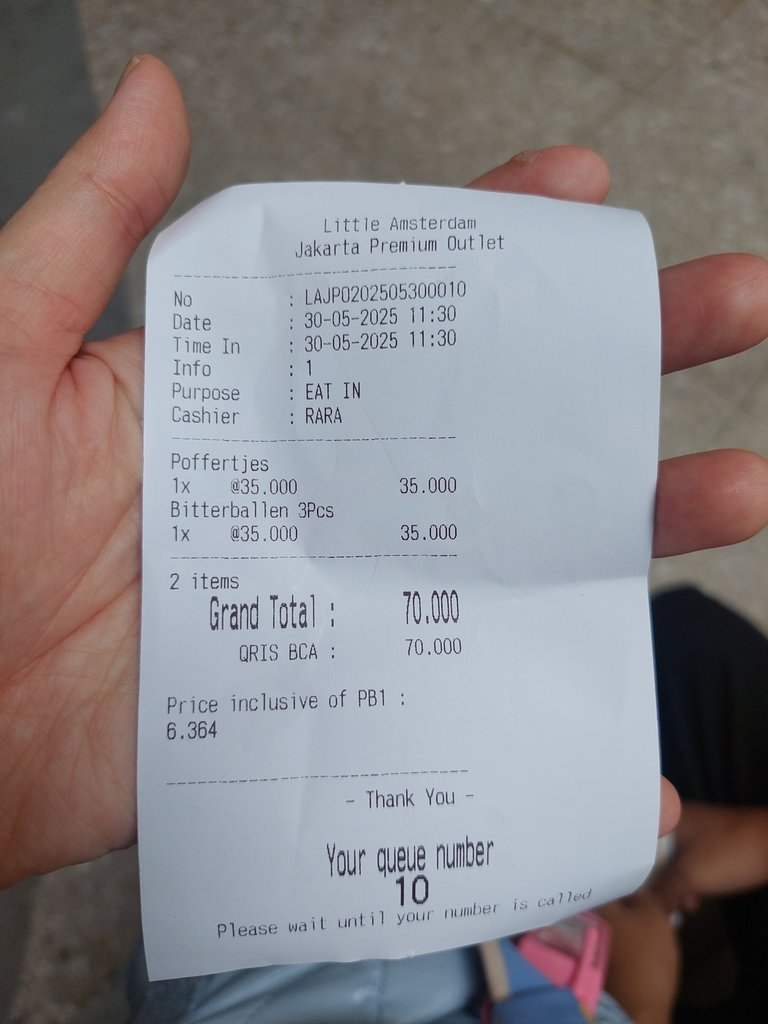 Little Amsterdam
Jakarta Premium Outlet
No : LAJPO202505300010
Date : 30-05-2025 11:30
Time In : 30-05-2025 11:30
Info : 1
Purpose : EAT IN
Cashier : RARA
Poffertjes
1x @35.000 35.000
Bitterballen 3Pcs
1x @35.000 35.000
2 items
Grand Total : 70.000
QRIS BCA : 70.000
Price inclusive of PB1 :
6.364
- Thank You -
Your queue number
10
Please wait until your number is called